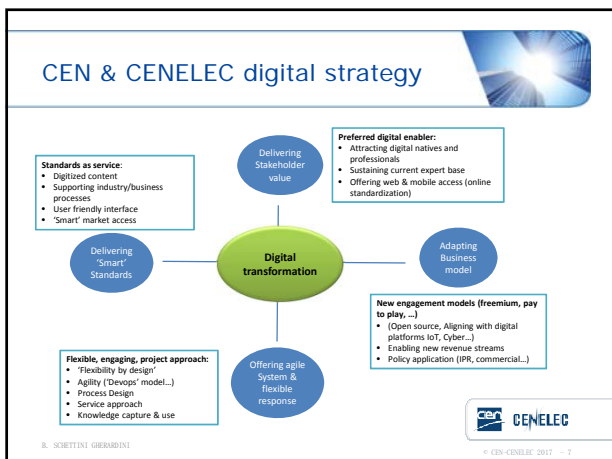 CEN & CENELEC digital strategy
Delivering
Stakeholder
value
Preferred digital enabler:
• Attracting digital natives and
professionals
• Sustaining current expert base
• Offering web & mobile access (online
standardization)
Standards as service:
• Digitized content
• Supporting industry/business
processes
• User friendly interface
• 'Smart' market access
Delivering
'Smart'
Standards
Digital
transformation
Adapting
Business
model
New engagement models (freemium, pay
to play, ...)
• (Open source, Aligning with digital
platforms IoT, Cyber...)
• Enabling new revenue streams
• Policy application (IPR, commercial...)
Flexible, engaging, project approach:
• 'Flexibility by design'
• Agility ('Devops' model...)
• Process Design
• Service approach
• Knowledge capture & use
Offering agile
System &
flexible
response
cen CENELEC
B. SCHETTINI GHERARDINI
© CEN-CENELEC 2017 - 7